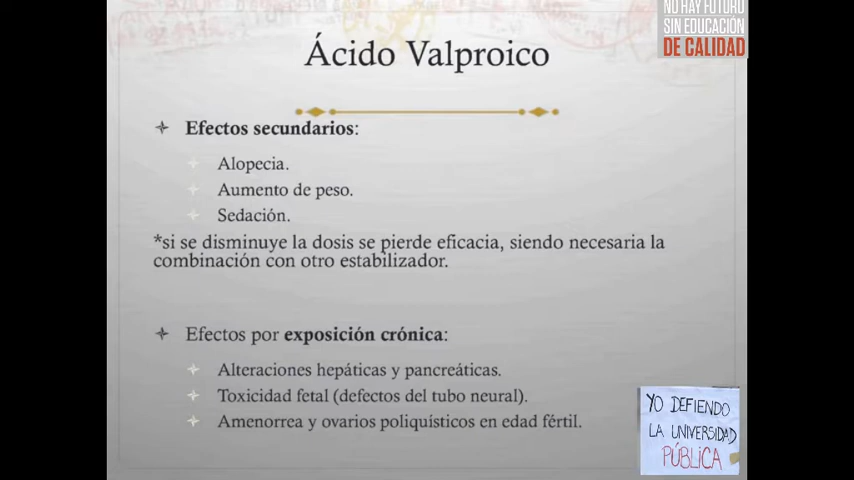 NO HAY FUTURO
SIN EDUCACIÓN
DE CALIDAD
Ácido Valproico
Efectos secundarios:
Alopecia.
Aumento de peso.
Sedación.
*si se disminuye la dosis se pierde eficacia, siendo necesaria la
combinación con otro estabilizador.
Efectos por exposición crónica:
Alteraciones hepáticas y pancreáticas.
Toxicidad fetal (defectos del tubo neural).
Amenorrea y ovarios poliquísticos en edad fértil.
YO DEFIENDO
LA UNIVERSIDAD
PÚBLICA